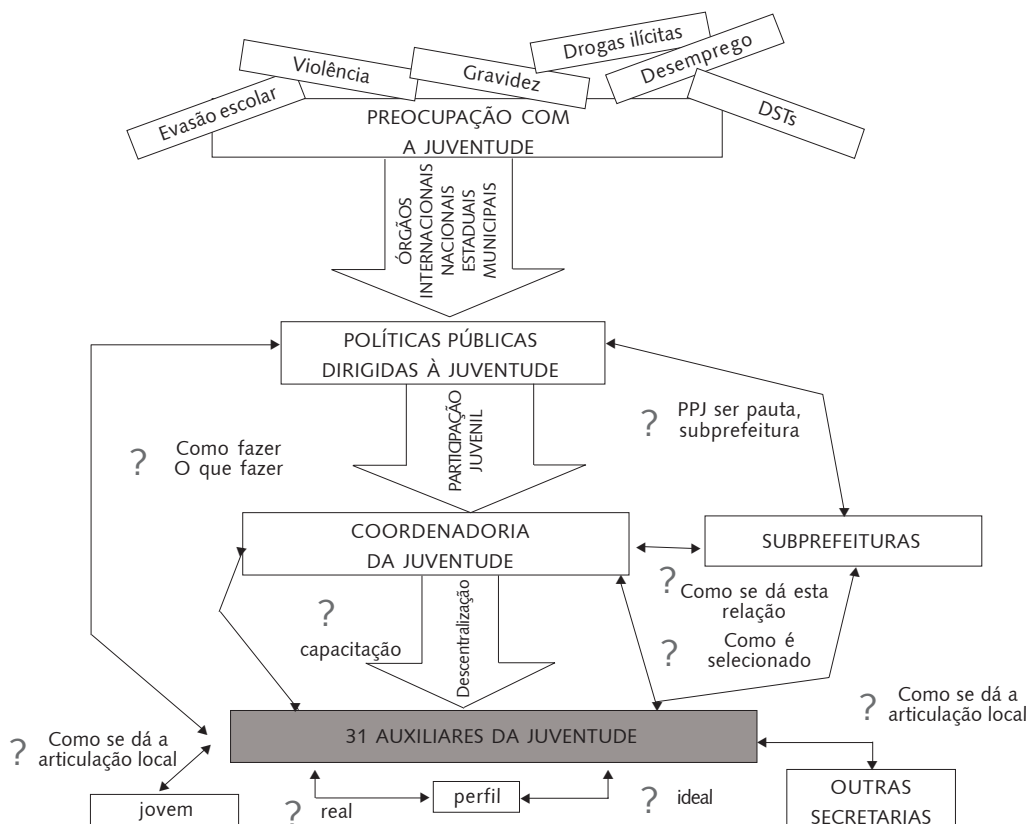 Evasão escolar
Violência
Gravidez
Drogas ilícitas
Desemprego
DSTs
PREOCUPAÇÃO COM
A JUVENTUDE
ÓRGÃOS
INTERNACIONAIS
NACIONAIS
ESTADUAIS
MUNICIPAIS
POLÍTICAS PÚBLICAS
DIRIGIDAS À JUVENTUDE
? Como fazer
O que fazer
PARTICIPAÇÃO
JUVENIL
? PPJ ser pauta,
subprefeitura
COORDENADORIA
DA JUVENTUDE
SUBPREFEITURAS
?
capacitação
Descentralização
? Como se dá esta
relação
? Como é
selecionado
? Como se dá a
articulação local
31 AUXILIARES DA JUVENTUDE
? Como se dá a
articulação local
jovem
? real
perfil
? ideal
OUTRAS
SECRETARIAS